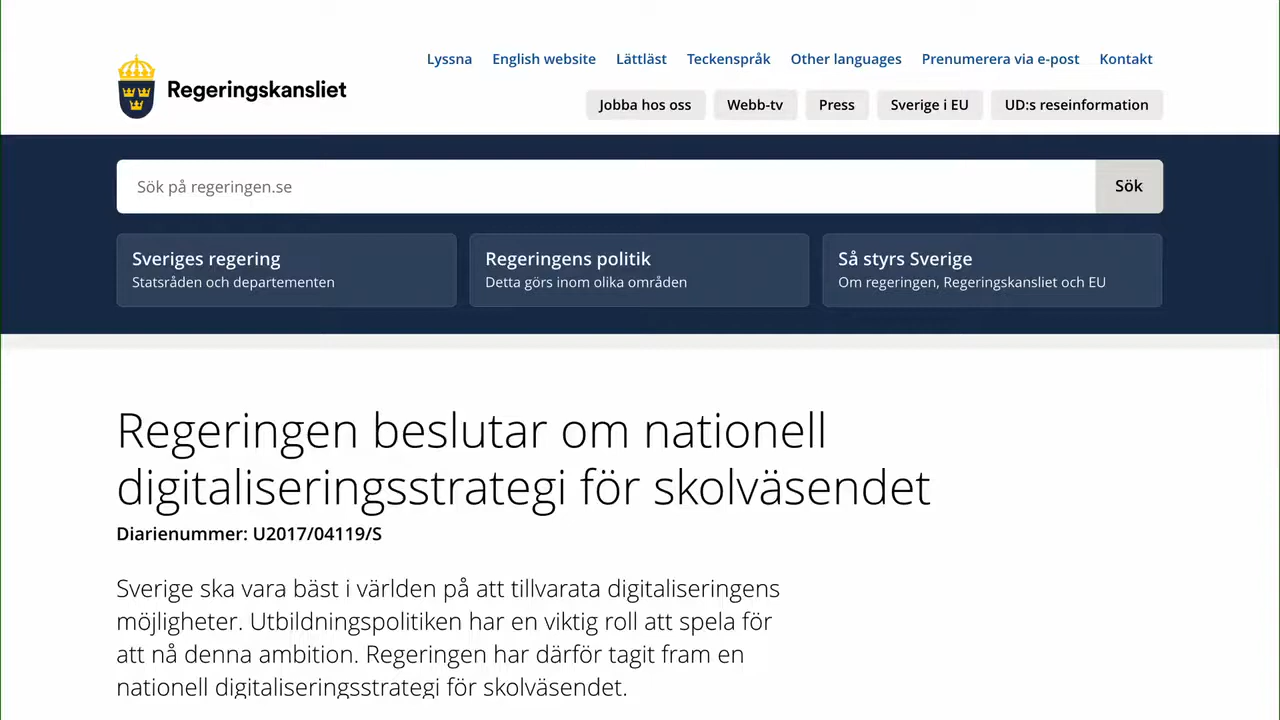 Lyssna English website Lättläst Teckenspråk Other languages Prenumerera via e-post Kontakt
Regeringskansliet
Jobba hos oss Webb-tv Press Sverige i EU UD:s reseinformation
Sök på regeringen.se Sök
Sveriges regering
Statsråden och departementen
Regeringens politik
Detta görs inom olika områden
Så styrs Sverige
Om regeringen, Regeringskansliet och EU
Regeringen beslutar om nationell
digitaliseringsstrategi för skolväsendet
Diarienummer: U2017/04119/S
Sverige ska vara bäst i världen på att tillvarata digitaliseringens
möjligheter. Utbildningspolitiken har en viktig roll att spela för
att nå denna ambition. Regeringen har därför tagit fram en
nationell digitaliseringsstrategi för skolväsendet.